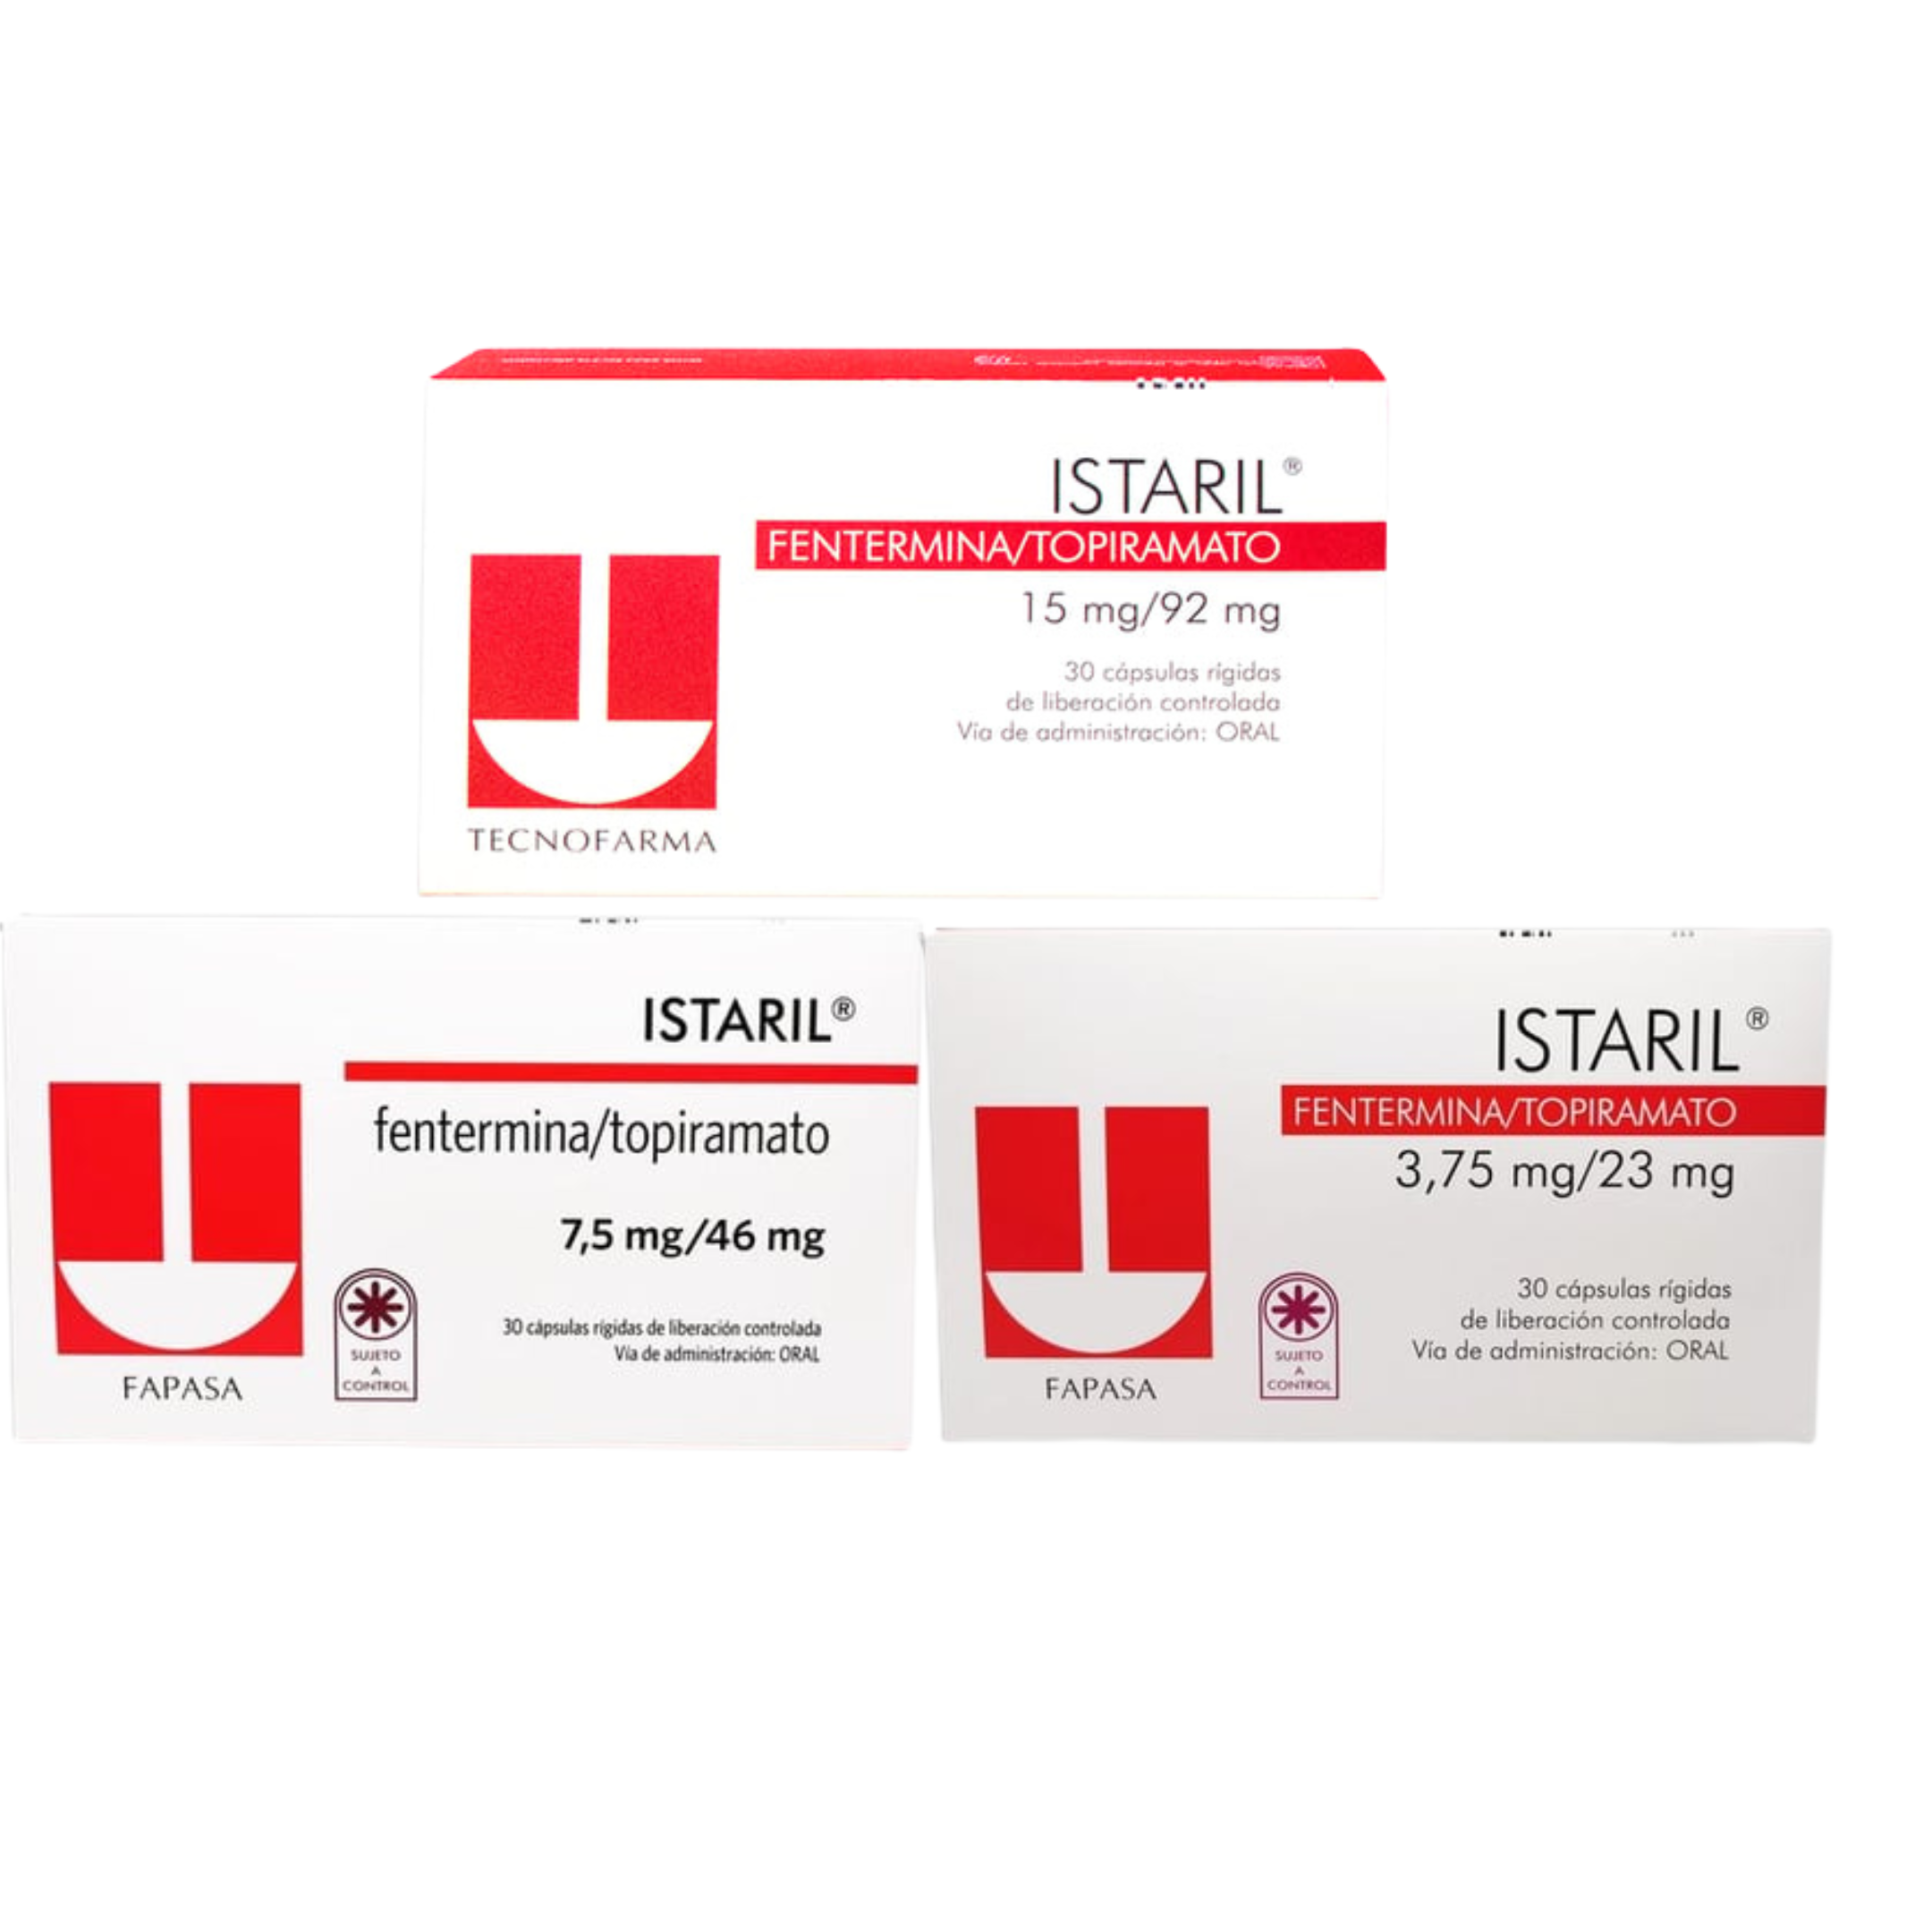 ISTARIL®
FENTERMINA/TOPIRAMATO
15 mg/92 mg
30 cápsulas rígidas
de liberación controlada
Vía de administración: ORAL
TECNOFARMA
ISTARIL®
fentermina/topiramato
7,5 mg/46 mg
30 cápsulas rígidas de liberación controlada
Vía de administración: ORAL
SUJETO
A
CONTROL
FAPASA
ISTARIL®
FENTERMINA/TOPIRAMATO
3,75 mg/23 mg
30 cápsulas rígidas
de liberación controlada
Vía de administración: ORAL
SUJETO
A
CONTROL
FAPASA